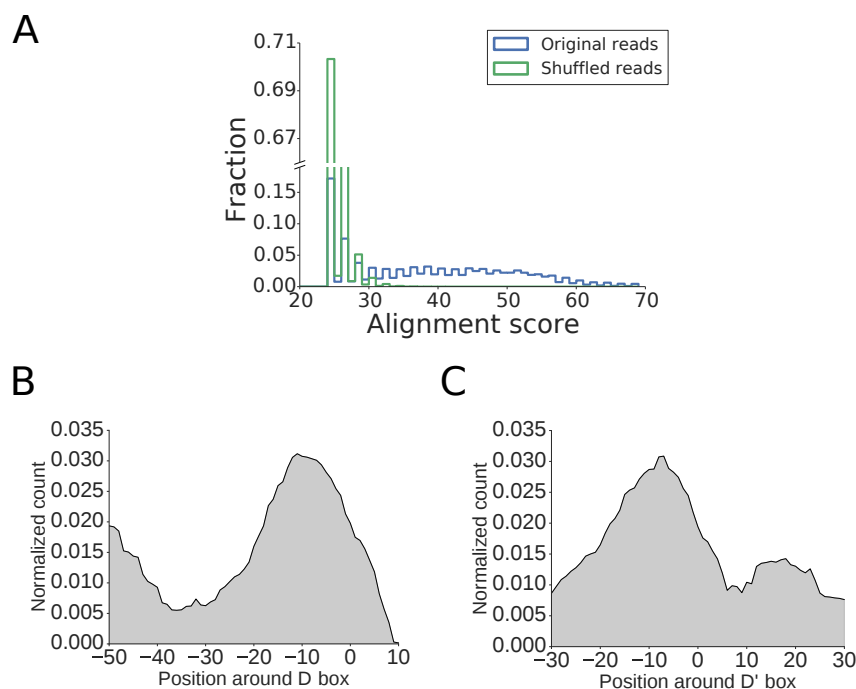 A
Original reads
Shuffled reads
Fraction
0.71
0.69
0.67
0.15
0.10
0.05
0.00
20 30 40 50 60 70
Alignment score
B
Normalized count
0.035
0.030
0.025
0.020
0.015
0.010
0.005
0.000
−50 −40 −30 −20 −10 0 10
Position around D box
C
Normalized count
0.035
0.030
0.025
0.020
0.015
0.010
0.005
0.000
−30 −20 −10 0 10 20 30
Position around D' box